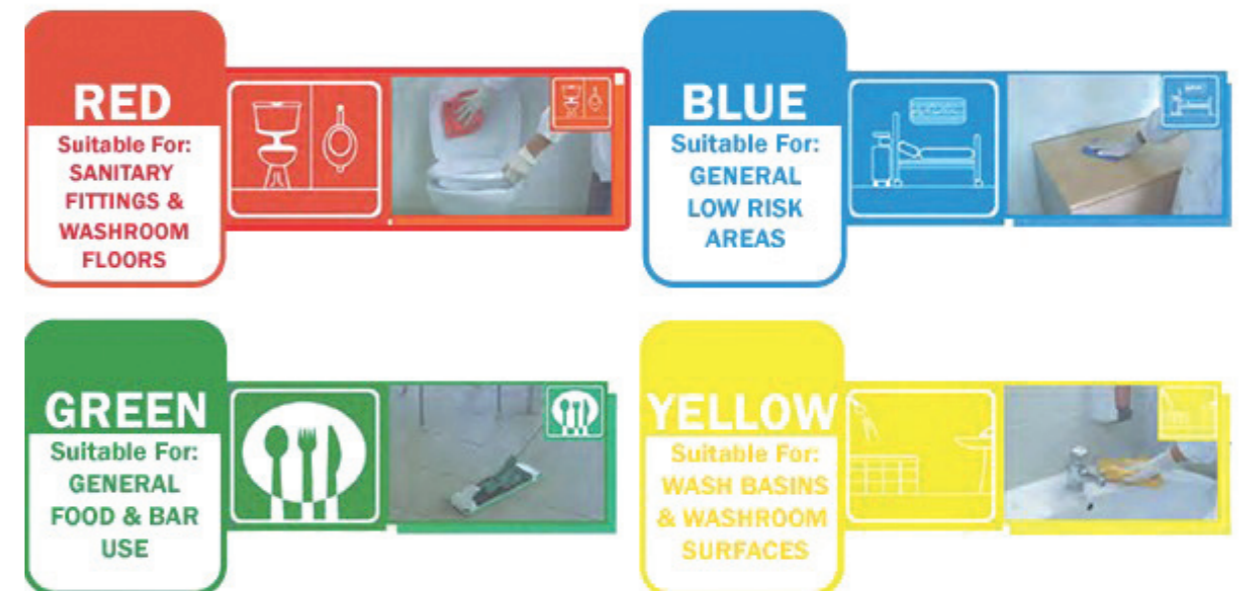 RED
Suitable For:
SANITARY
FITTINGS &
WASHROOM
FLOORS
BLUE
Suitable For:
GENERAL
LOW RISK
AREAS
GREEN
Suitable For:
GENERAL
FOOD & BAR
USE
YELLOW
Suitable For:
WASH BASINS
& WASHROOM
SURFACES